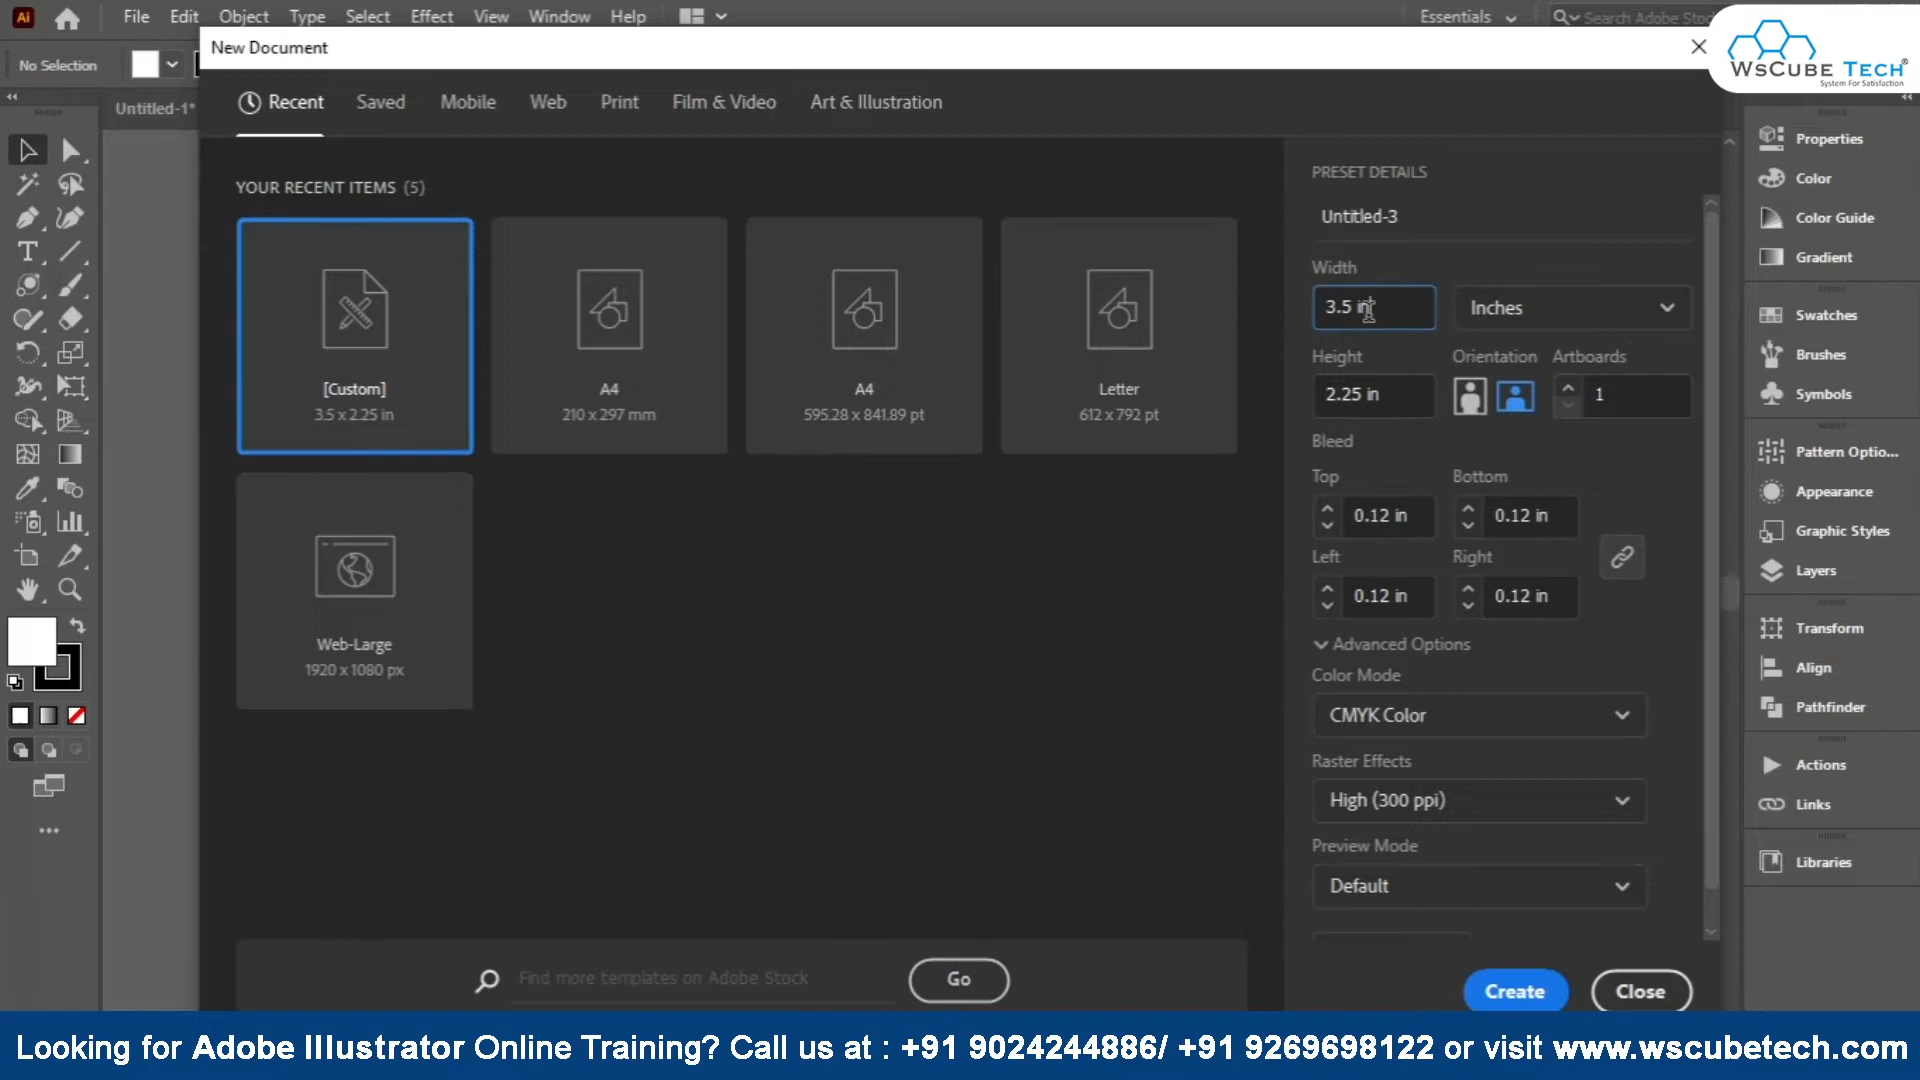 Ai File Edit Object Type Select Effect View Window Help Essentials Search Adobe Stoc
WsCube Tech®
System For Satisfaction
No Selection
New Document
Untitled-1*
Recent Saved Mobile Web Print Film & Video Art & Illustration
YOUR RECENT ITEMS (5)
[Custom]
3.5 x 2.25 in
A4
210 x 297 mm
A4
595.28 x 841.89 pt
Letter
612 x 792 pt
Web-Large
1920 x 1080 px
Find more templates on Adobe Stock Go
PRESET DETAILS
Untitled-3
Width
3.5 in Inches
Height Orientation Artboards
2.25 in 1
Bleed
Top Bottom
0.12 in 0.12 in
Left Right
0.12 in 0.12 in
Advanced Options
Color Mode
CMYK Color
Raster Effects
High (300 ppi)
Preview Mode
Default
Create Close
Properties
Color
Color Guide
Gradient
Swatches
Brushes
Symbols
Pattern Optio...
Appearance
Graphic Styles
Layers
Transform
Align
Pathfinder
Actions
Links
Libraries
Looking for Adobe Illustrator Online Training? Call us at : +91 9024244886/ +91 9269698122 or visit www.wscubetech.com